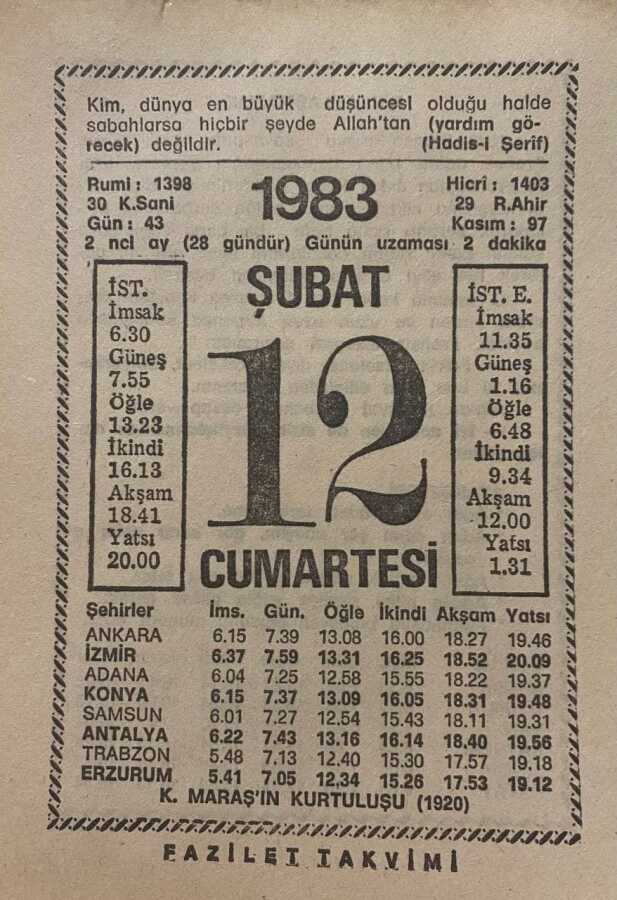 Kim, dünya en büyük düşüncesi olduğu halde
sabahlarsa hiçbir şeyde Allah'tan (yardım gö-
recek) değildir. (Hadis-i Şerîf)
Rumi : 1398 1983 Hicrî : 1403
30 K.Sani 29 R.Ahir
Gün : 43 Kasım : 97
2 nci ay (28 gündür) Günün uzaması 2 dakika
ŞUBAT
12
CUMARTESİ
İST.
İmsak
6.30
Güneş
7.55
Öğle
13.23
İkindi
16.13
Akşam
18.41
Yatsı
20.00
İST. E.
İmsak
11.35
Güneş
1.16
Öğle
6.48
İkindi
9.34
Akşam
12.00
Yatsı
1.31
Şehirler İms. Gün. Öğle İkindi Akşam Yatsı
ANKARA 6.15 7.39 13.08 16.00 18.27 19.46
İZMİR 6.37 7.59 13.31 16.25 18.52 20.09
ADANA 6.04 7.25 12.58 15.55 18.22 19.37
KONYA 6.15 7.37 13.09 16.05 18.31 19.48
SAMSUN 6.01 7.27 12.54 15.43 18.11 19.31
ANTALYA 6.22 7.43 13.16 16.14 18.40 19.56
TRABZON 5.48 7.13 12.40 15.30 17.57 19.18
ERZURUM 5.41 7.05 12,34 15.26 17.53 19.12
K. MARAŞ'IN KURTULUŞU (1920)
FAZİLET TAKVİMİ